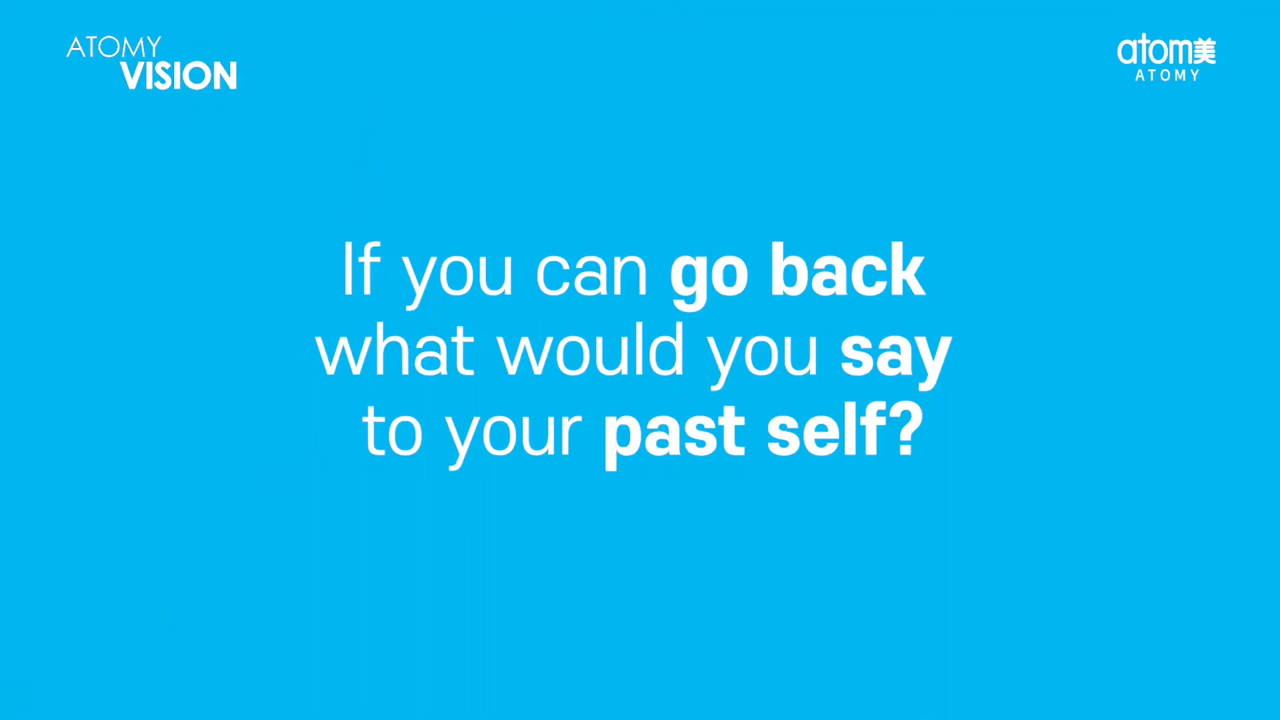 ATOMY
VISION
atom美
ATOMY
If you can go back
what would you say
to your past self?